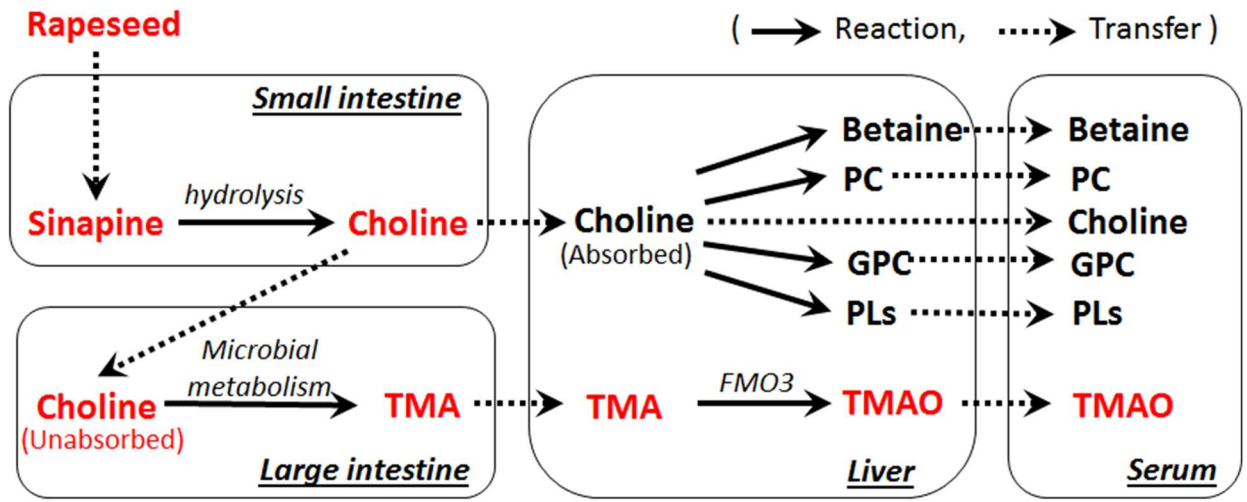 Rapeseed
( Reaction, Transfer )
Small intestine
Sinapine hydrolysis Choline
Choline
(Absorbed)
Betaine
PC
GPC
PLs
Betaine
PC
Choline
GPC
PLs
Choline
(Unabsorbed)
Microbial
metabolism
TMA
Large intestine
TMA FMO3 TMAO
Liver
TMAO
Serum